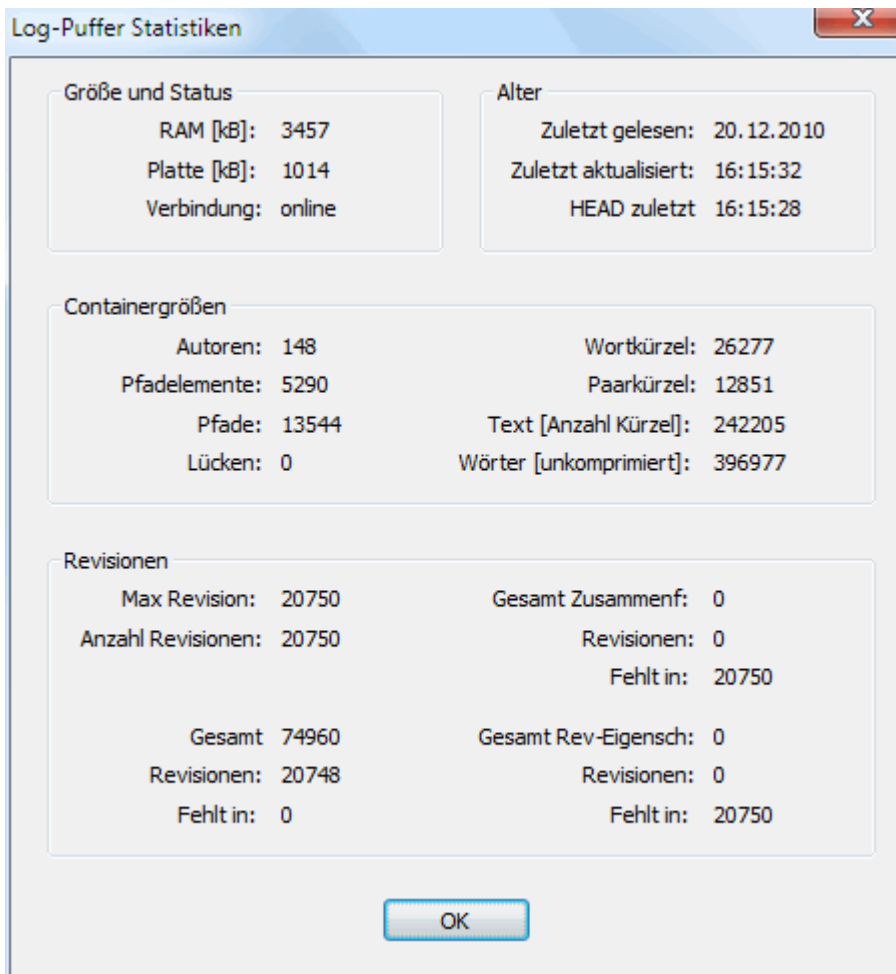 Log-Puffer Statistiken
Größe und Status
RAM [kB]: 3457
Platte [kB]: 1014
Verbindung: online
Alter
Zuletzt gelesen: 20.12.2010
Zuletzt aktualisiert: 16:15:32
HEAD zuletzt 16:15:28
Containergrößen
Autoren: 148
Pfadelemente: 5290
Pfade: 13544
Lücken: 0
Wortkürzel: 26277
Paarkürzel: 12851
Text [Anzahl Kürzel]: 242205
Wörter [unkomprimiert]: 396977
Revisionen
Max Revision: 20750
Anzahl Revisionen: 20750
Gesamt Zusammenf: 0
Revisionen: 0
Fehlt in: 20750
Gesamt 74960
Revisionen: 20748
Fehlt in: 0
Gesamt Rev-Eigensch: 0
Revisionen: 0
Fehlt in: 20750
OK